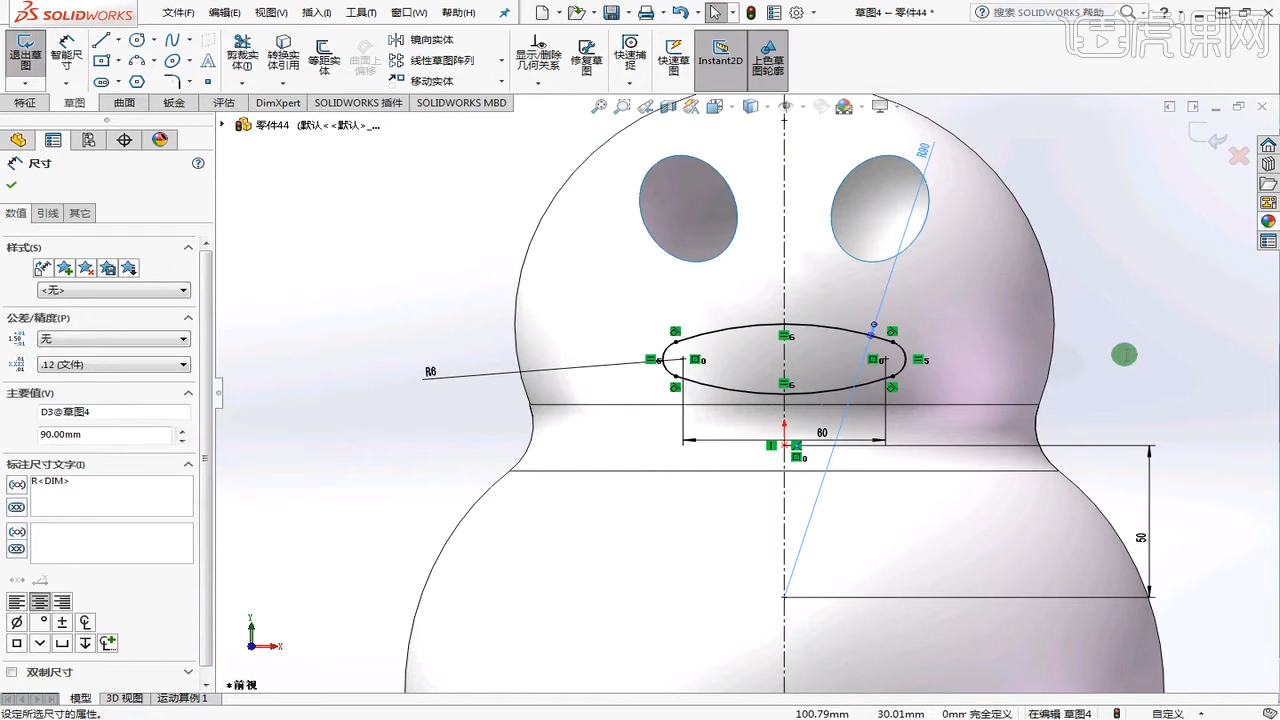 SOLIDWORKS 文件(F) 编辑(E) 视图(V) 插入(I) 工具(T) 窗口(W) 帮助(H) 草图4 － 零件44 * 搜索 SOLIDWORKS 帮助
虎课网
退出草图 智能尺寸 剪裁实体(T) 转换实体引用 等距实体 曲面上偏移 镜向实体 线性草图阵列 移动实体 显示/删除几何关系 修复草图 快速捕捉 快速草图 Instant2D 上色草图轮廓
特征 草图 曲面 钣金 评估 DimXpert SOLIDWORKS 插件 SOLIDWORKS MBD
零件44 (默认<<默认>_...
尺寸
数值 引线 其它
样式(S)
<无>
公差/精度(P)
1.50 无
.12 (文件)
主要值(V)
D3@草图4
90.00mm
标注尺寸文字(I)
R<DIM>
双制尺寸
R90
R6
60
50
Y
X
*前视
模型 3D 视图 运动算例 1
设定所选尺寸的属性。 100.79mm 30.01mm 0mm 完全定义 在编辑 草图4 自定义